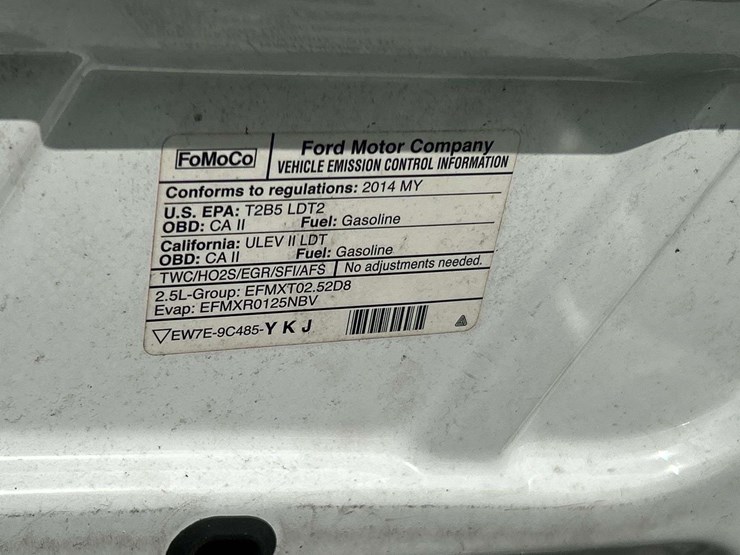 FoMoCo
Ford Motor Company
VEHICLE EMISSION CONTROL INFORMATION
Conforms to regulations: 2014 MY
U.S. EPA: T2B5 LDT2
OBD: CA II Fuel: Gasoline
California: ULEV II LDT
OBD: CA II Fuel: Gasoline
TWC/HO2S/EGR/SFI/AFS No adjustments needed.
2.5L-Group: EFMXT02.52D8
Evap: EFMXR0125NBV
EW7E-9C485-Y K J